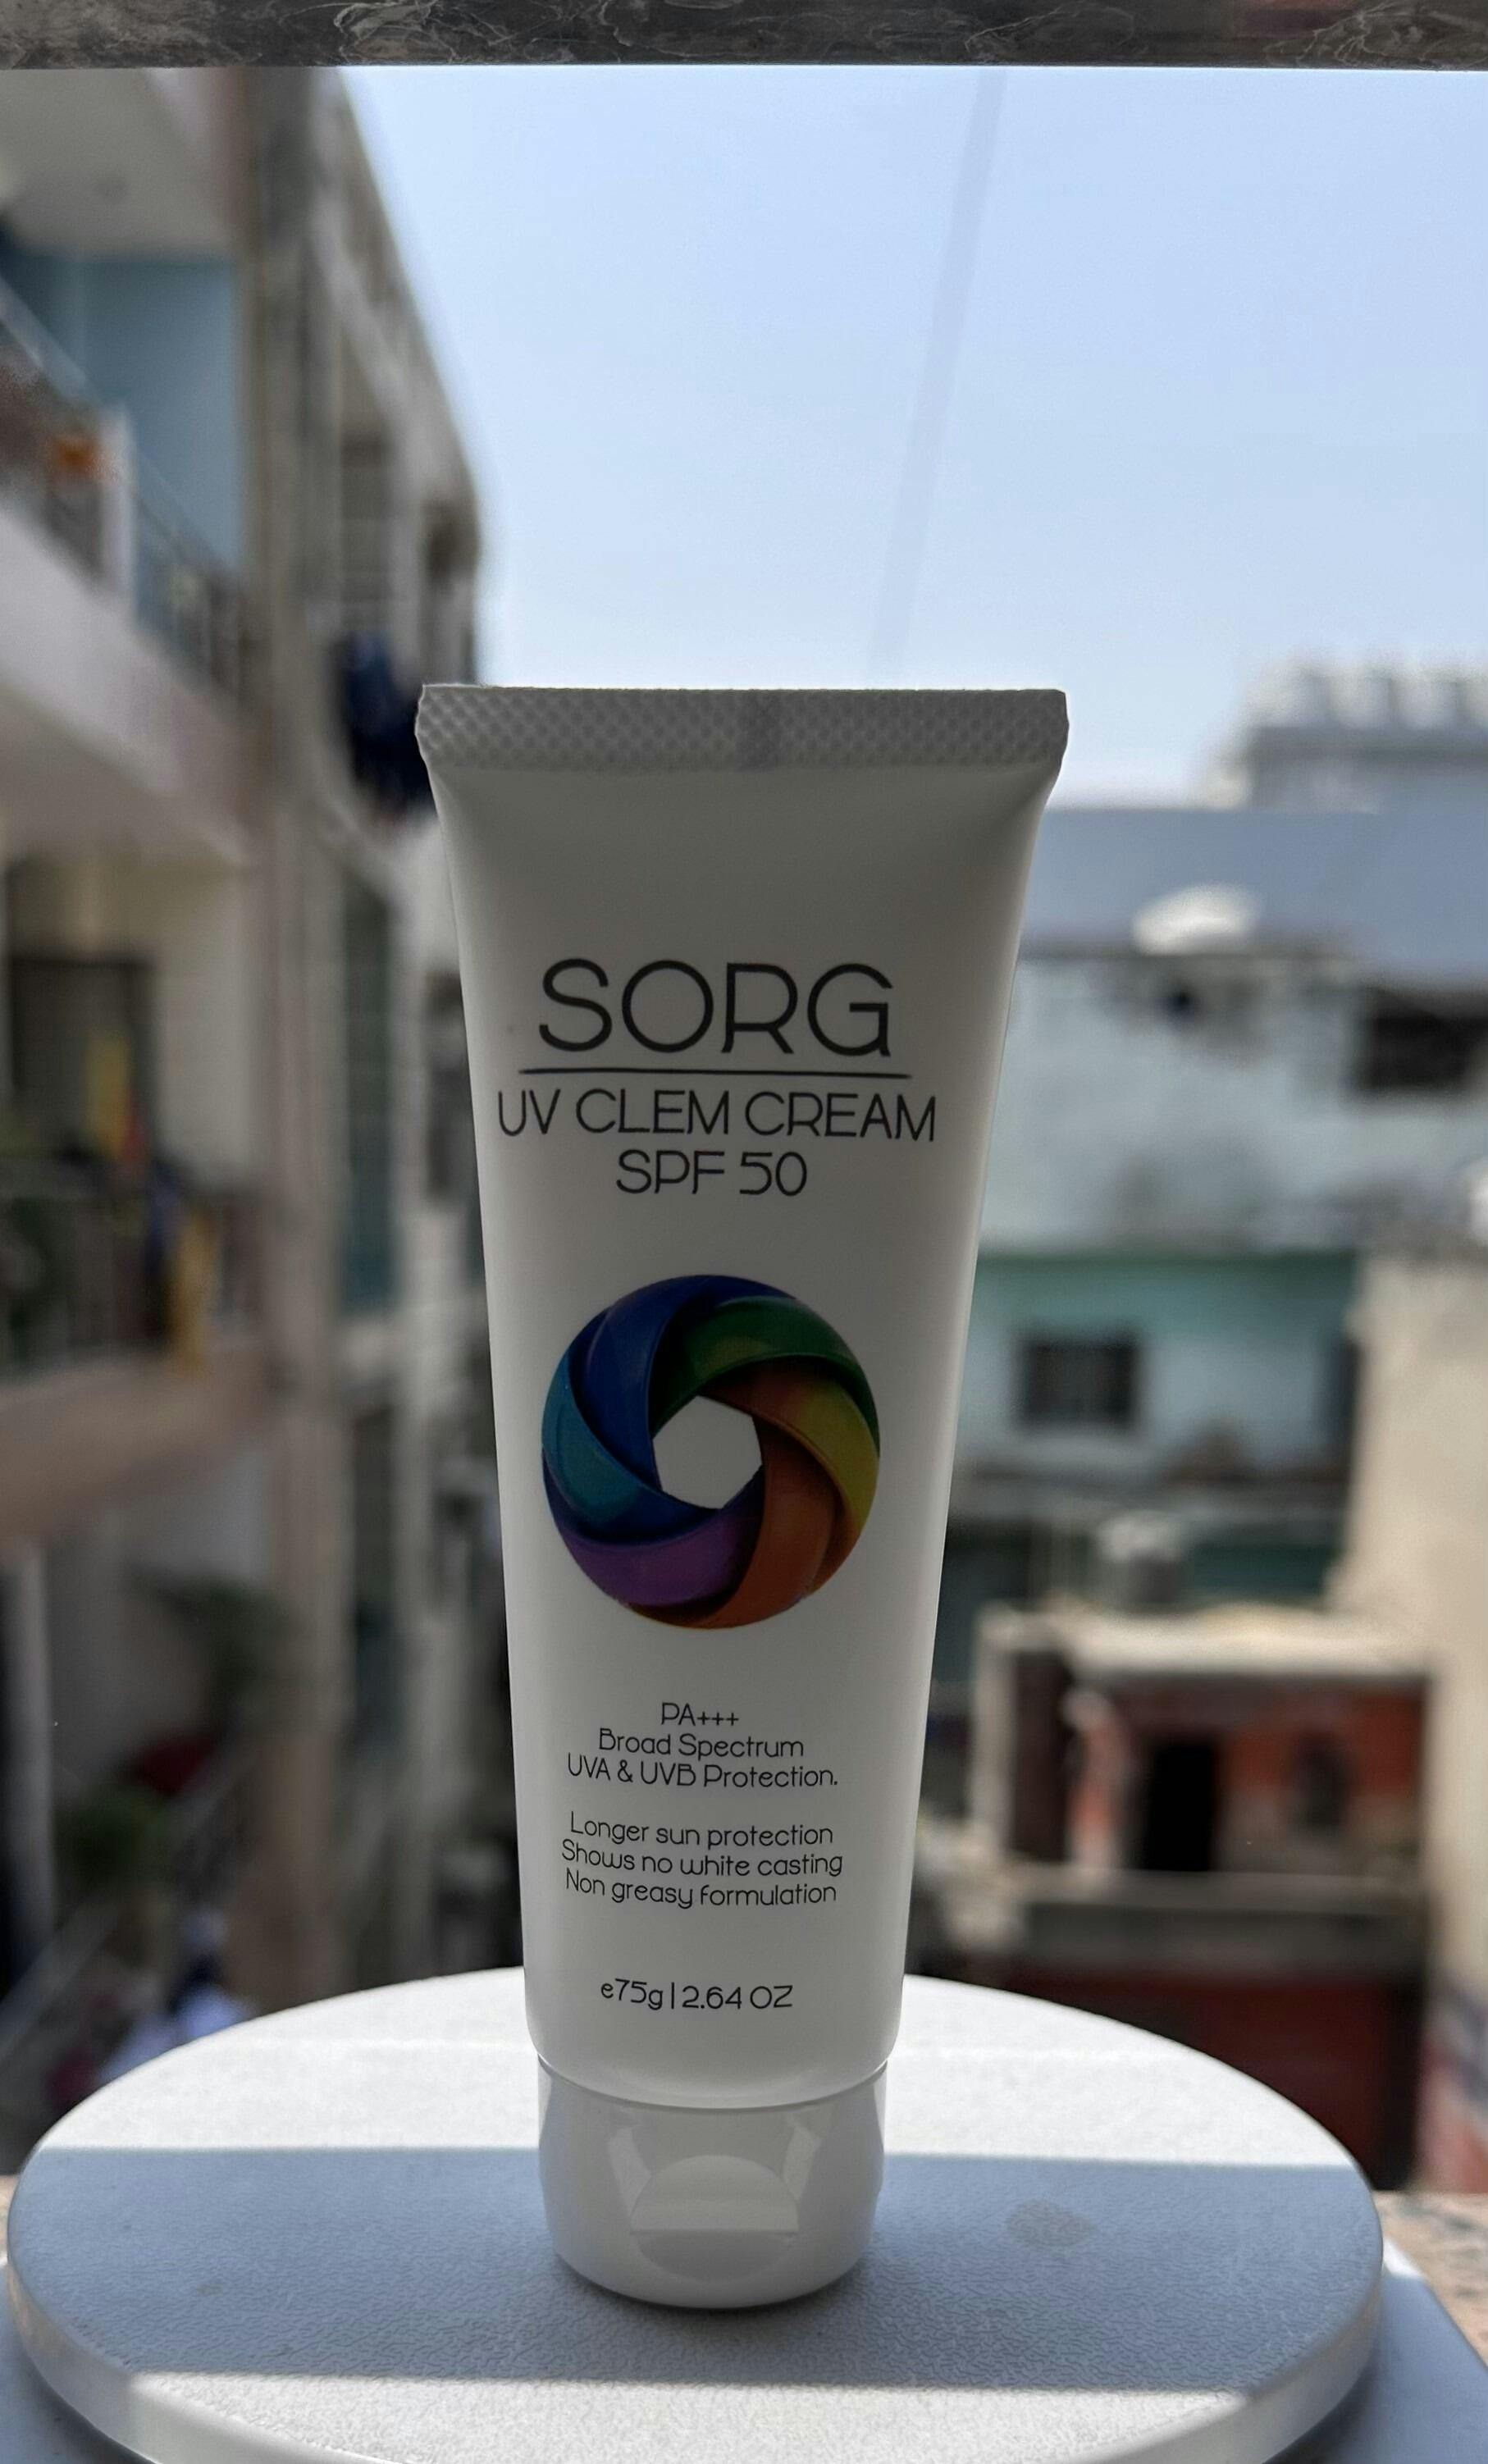 SORG
UV CLEM CREAM
SPF 50
PA+++
Broad Spectrum
UVA & UVB Protection.
Longer sun protection
Shows no white casting
Non greasy formulation
e75g|2.64 OZ